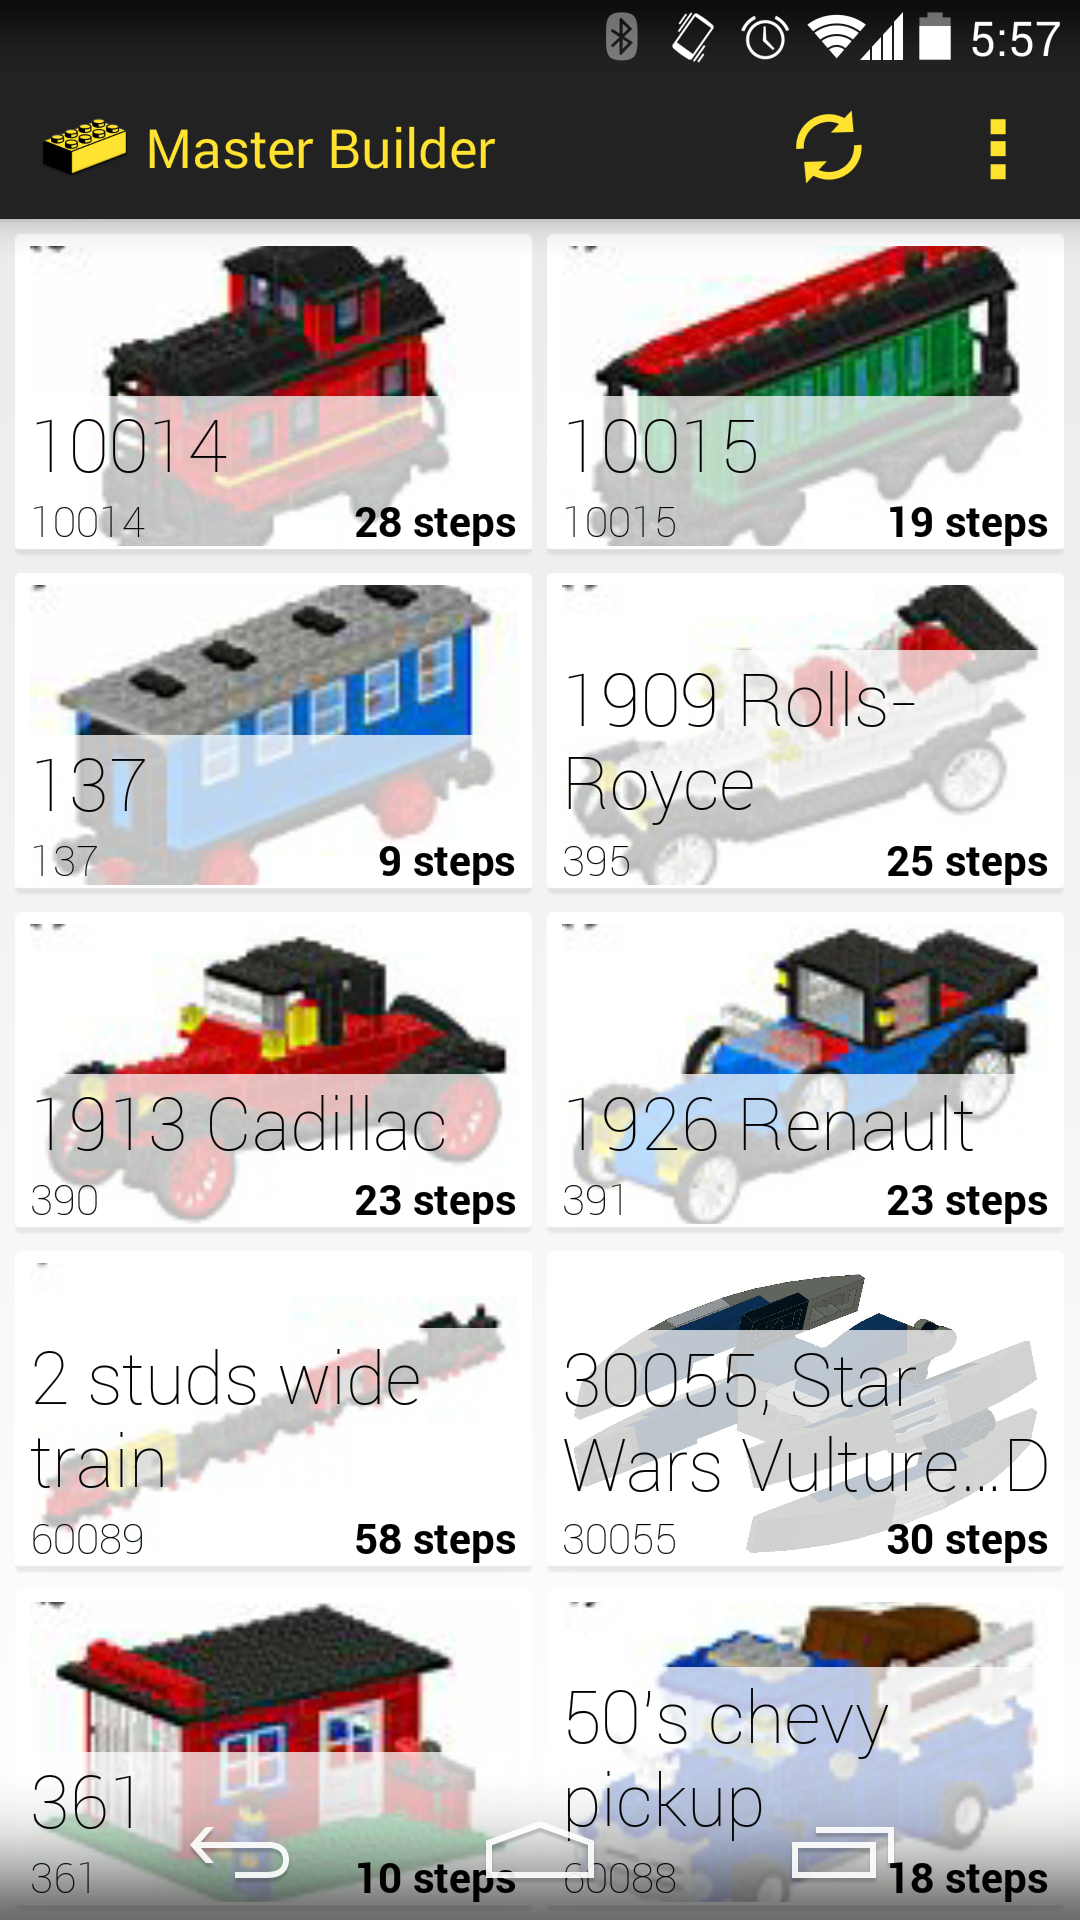 5:57
Master Builder
10014
10014 28 steps
10015
10015 19 steps
137
137 9 steps
1909 Rolls-
Royce
395 25 steps
1913 Cadillac
390 23 steps
1926 Renault
391 23 steps
2 studs wide
train
60089 58 steps
30055, Star
Wars Vulture...D
30055 30 steps
361
361 10 steps
50's chevy
pickup
60088 18 steps